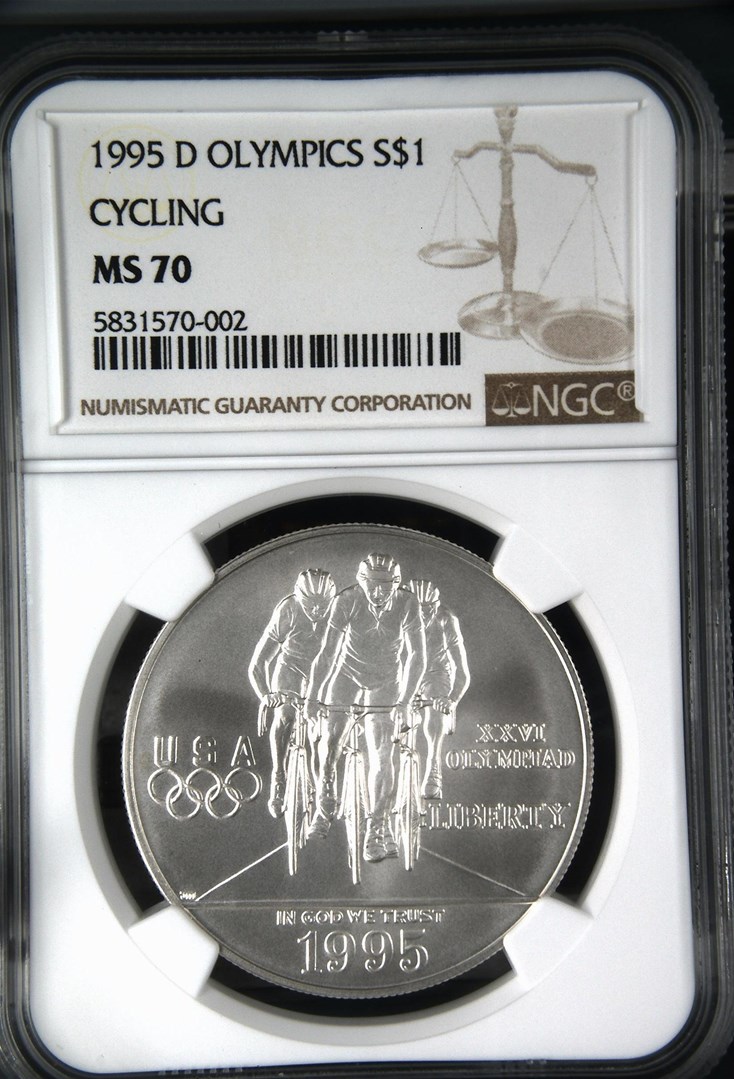 1995 D OLYMPICS S$1
CYCLING
MS 70
5831570-002
NUMISMATIC GUARANTY CORPORATION
NGC®
USA
XXVI
OLYMPIAD
LIBERTY
IN GOD WE TRUST
1995